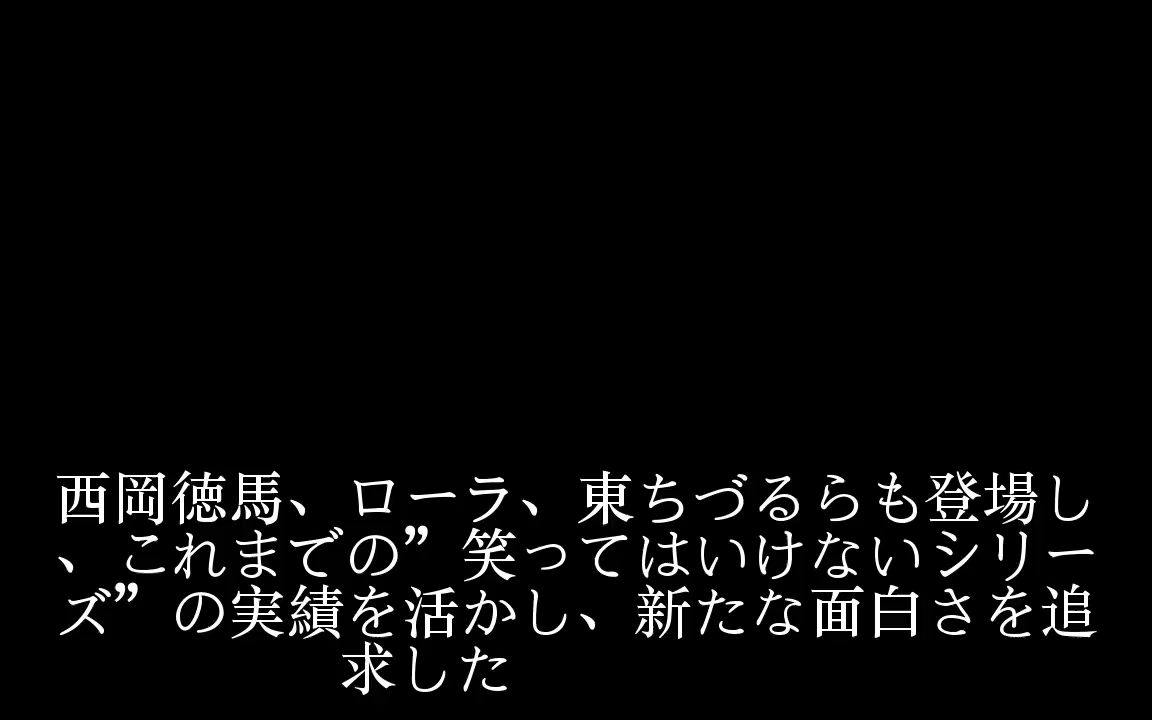 西岡徳馬、ローラ、東ちづるらも登場し
、これまでの”笑ってはいけないシリー
ズ”の実績を活かし、新たな面白さを追
求した